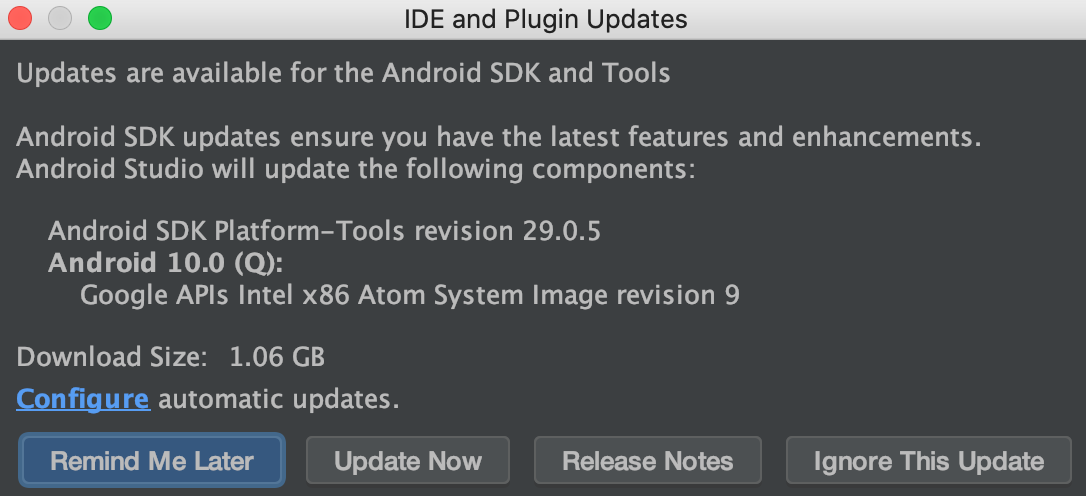 IDE and Plugin Updates
Updates are available for the Android SDK and Tools
Android SDK updates ensure you have the latest features and enhancements.
Android Studio will update the following components:
Android SDK Platform-Tools revision 29.0.5
Android 10.0 (Q):
Google APIs Intel x86 Atom System Image revision 9
Download Size: 1.06 GB
Configure automatic updates.
Remind Me Later Update Now Release Notes Ignore This Update